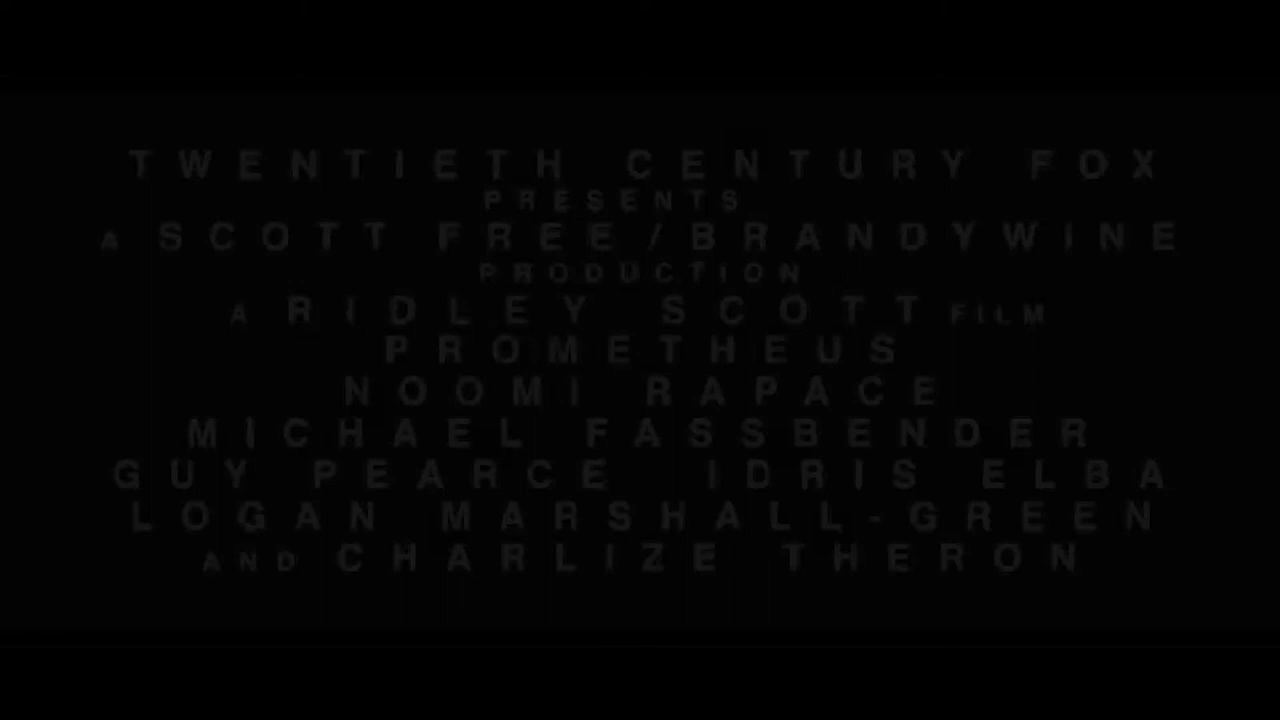 TWENTIETH CENTURY FOX
PRESENTS
A SCOTT FREE/BRANDYWINE
PRODUCTION
A RIDLEY SCOTT FILM
PROMETHEUS
NOOMI RAPACE
MICHAEL FASSBENDER
GUY PEARCE IDRIS ELBA
LOGAN MARSHALL-GREEN
AND CHARLIZE THERON